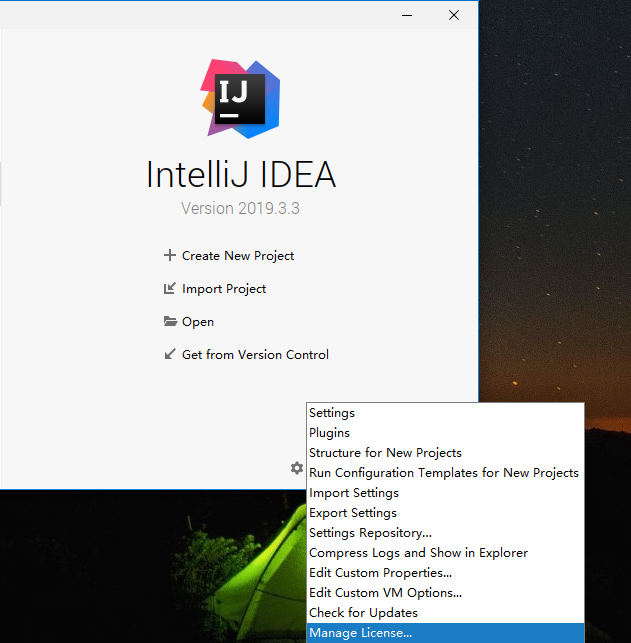 IJ
IntelliJ IDEA
Version 2019.3.3
Create New Project
Import Project
Open
Get from Version Control
Settings
Plugins
Structure for New Projects
Run Configuration Templates for New Projects
Import Settings
Export Settings
Settings Repository...
Compress Logs and Show in Explorer
Edit Custom Properties...
Edit Custom VM Options...
Check for Updates
Manage License...